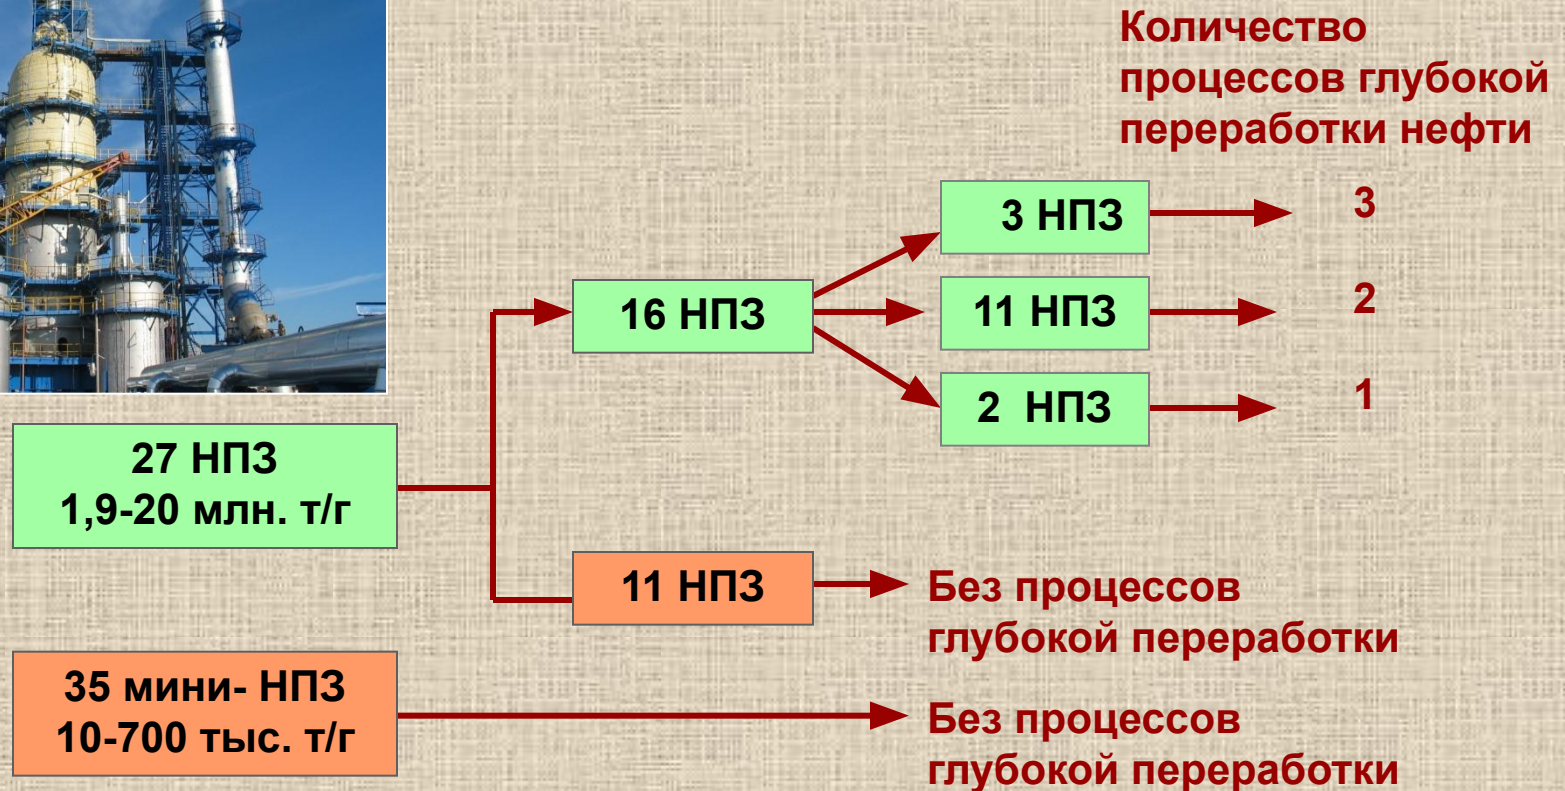 Количество
процессов глубокой
переработки нефти
3 НПЗ
3
16 НПЗ
11 НПЗ
2
2 НПЗ
1
27 НПЗ
1,9-20 млн. т/г
11 НПЗ
Без процессов
глубокой переработки
35 мини- НПЗ
10-700 тыс. т/г
Без процессов
глубокой переработки